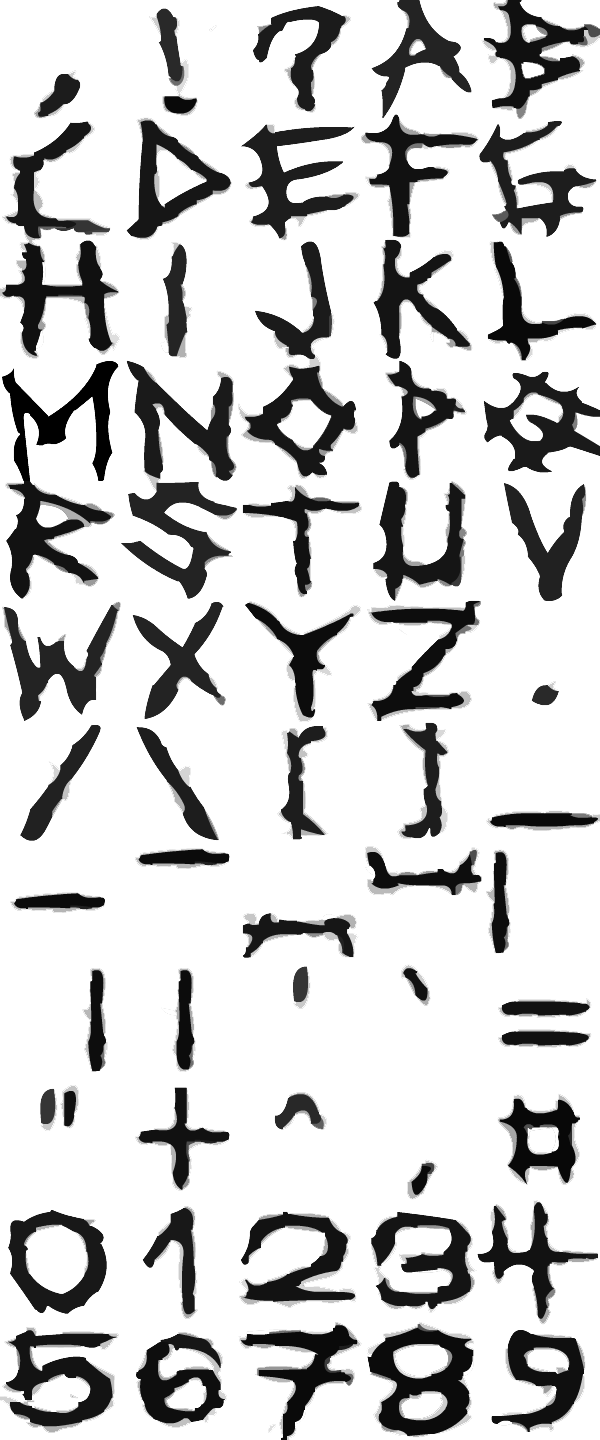 , ! ? A B
C D E F G
H I J K L
M N O P Q
R S T U V
W X Y Z .
/ \ [ ] _
- ¯ ⎴ ⎵ |
| | ' ` =
" + ^ , ¤
0 1 2 3 4
5 6 7 8 9